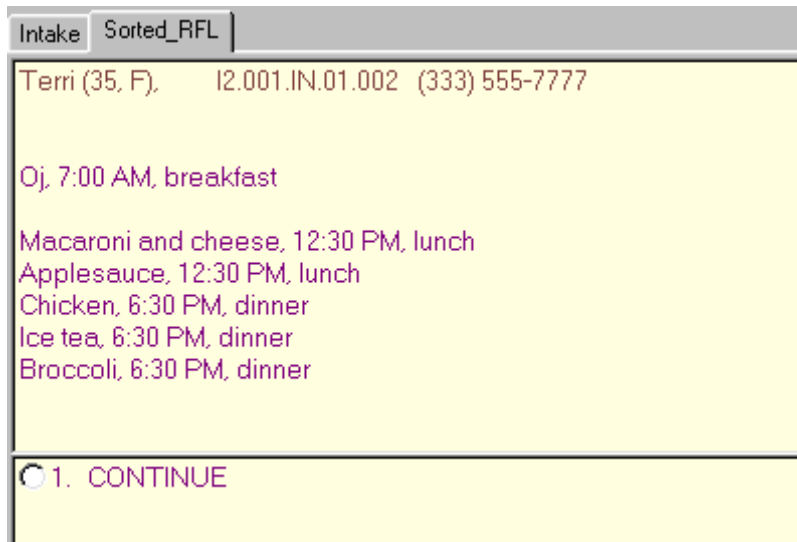 Intake Sorted_RFL
Terri (35, F), I2.001.IN.01.002 (333) 555-7777
Oj, 7:00 AM, breakfast
Macaroni and cheese, 12:30 PM, lunch
Applesauce, 12:30 PM, lunch
Chicken, 6:30 PM, dinner
Ice tea, 6:30 PM, dinner
Broccoli, 6:30 PM, dinner
1. CONTINUE